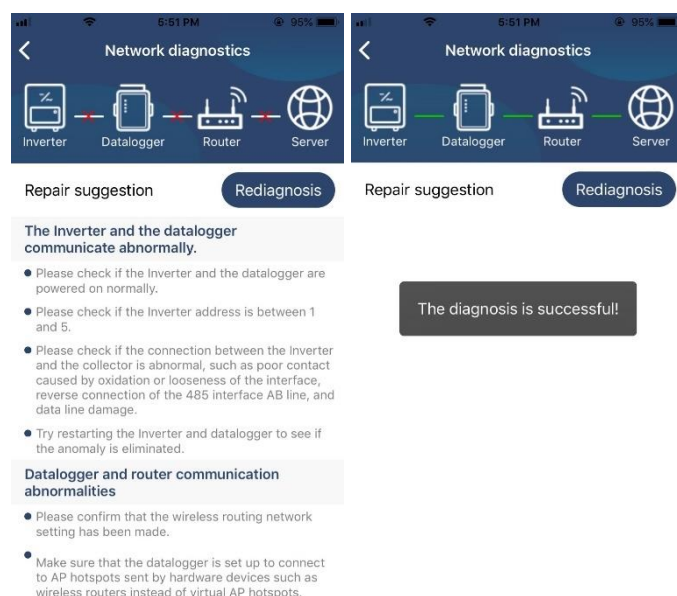 5:51 PM
95%
Network diagnostics
Inverter
Datalogger
Router
Server
Repair suggestion
Rediagnosis
The Inverter and the datalogger
communicate abnormally.
Please check if the Inverter and the datalogger are
powered on normally.
Please check if the Inverter address is between 1
and 5.
Please check if the connection between the Inverter
and the collector is abnormal, such as poor contact
caused by oxidation or looseness of the interface,
reverse connection of the 485 interface AB line, and
data line damage.
Try restarting the Inverter and datalogger to see if
the anomaly is eliminated.
Datalogger and router communication
abnormalities
Please confirm that the wireless routing network
setting has been made.
Make sure that the datalogger is set up to connect
to AP hotspots sent by hardware devices such as
wireless routers instead of virtual AP hotspots.
5:51 PM
95%
Network diagnostics
Inverter
Datalogger
Router
Server
Repair suggestion
Rediagnosis
The diagnosis is successful!